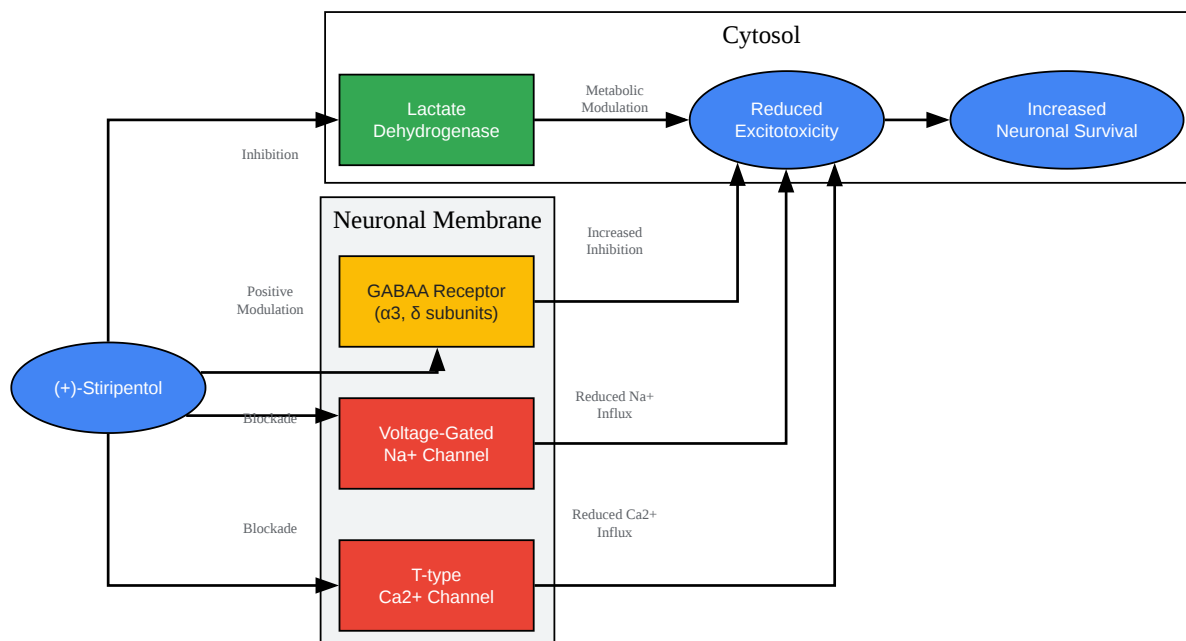 Cytosol
Lactate
Dehydrogenase
Metabolic
Modulation
Reduced
Excitotoxicity
Increased
Neuronal Survival
Inhibition
Neuronal Membrane
Increased
Inhibition
GABAA Receptor
(α3, δ subunits)
Positive
Modulation
(+)-Stiripentol
Blockade
Voltage-Gated
Na+ Channel
Reduced Na+
Influx
Blockade
T-type
Ca2+ Channel
Reduced Ca2+
Influx